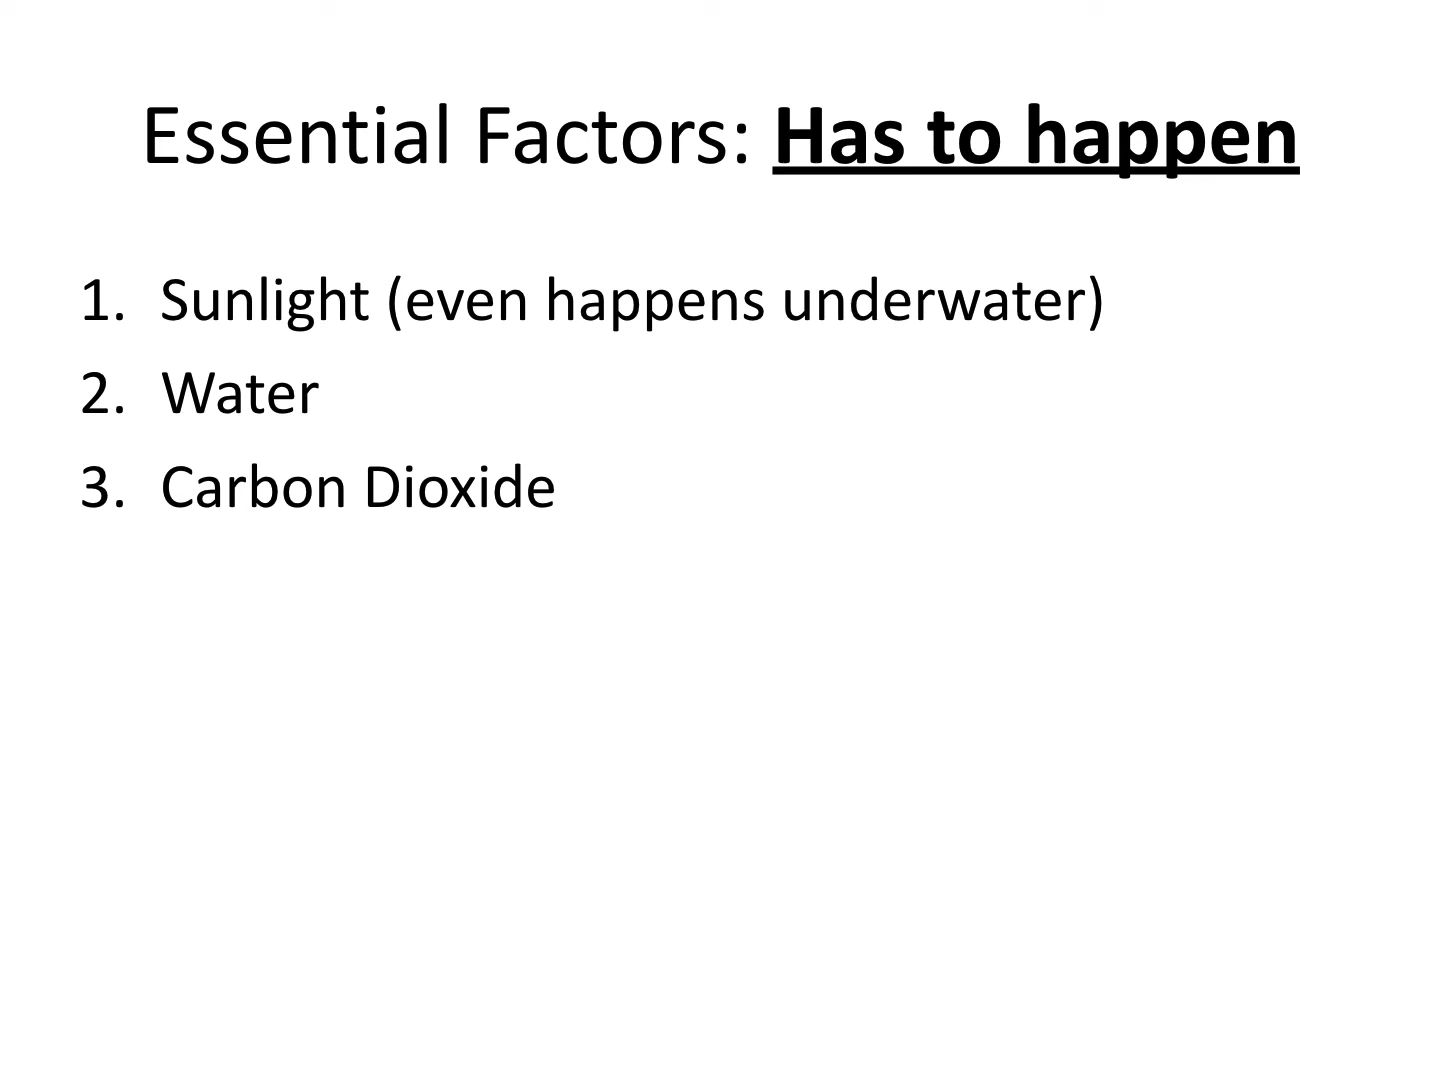 Essential Factors: Has to happen
1. Sunlight (even happens underwater)
2. Water
3. Carbon Dioxide